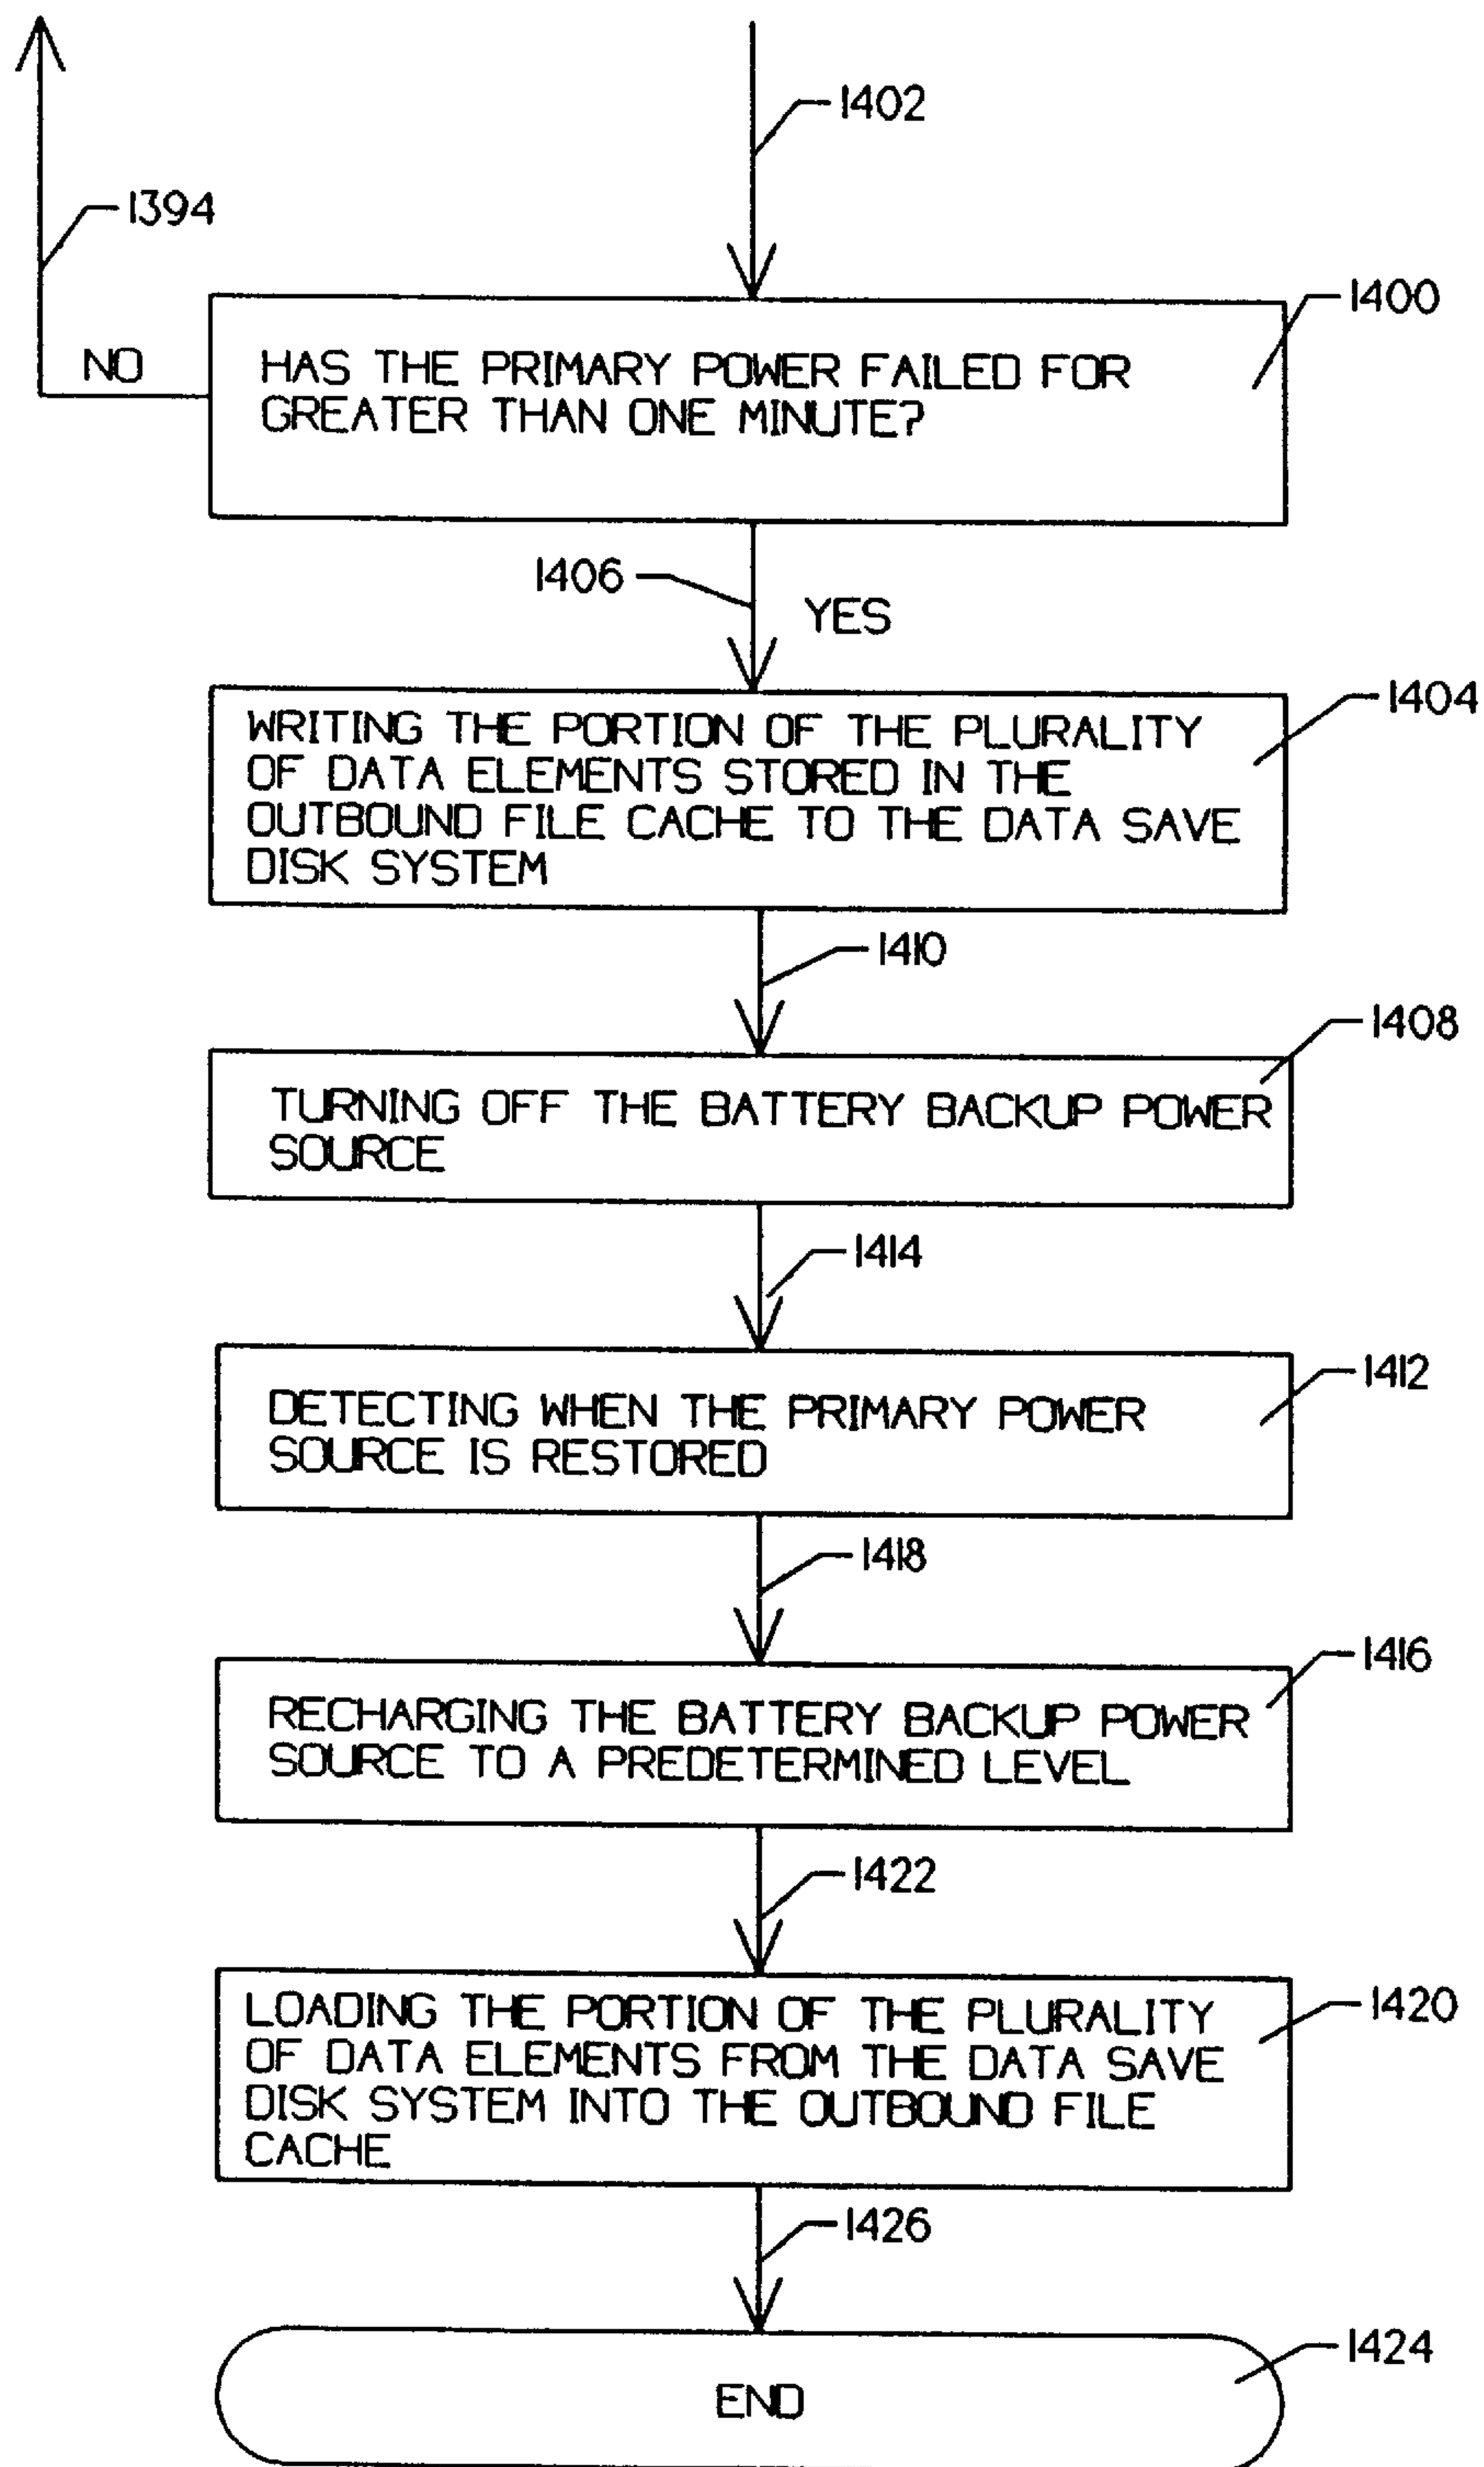 1402
1394
1400
NO
HAS THE PRIMARY POWER FAILED FOR
GREATER THAN ONE MINUTE?
1406
YES
1404
WRITING THE PORTION OF THE PLURALITY
OF DATA ELEMENTS STORED IN THE
OUTBOUND FILE CACHE TO THE DATA SAVE
DISK SYSTEM
1410
1408
TURNING OFF THE BATTERY BACKUP POWER
SOURCE
1414
1412
DETECTING WHEN THE PRIMARY POWER
SOURCE IS RESTORED
1418
1416
RECHARGING THE BATTERY BACKUP POWER
SOURCE TO A PREDETERMINED LEVEL
1422
1420
LOADING THE PORTION OF THE PLURALITY
OF DATA ELEMENTS FROM THE DATA SAVE
DISK SYSTEM INTO THE OUTBOUND FILE
CACHE
1426
1424
END